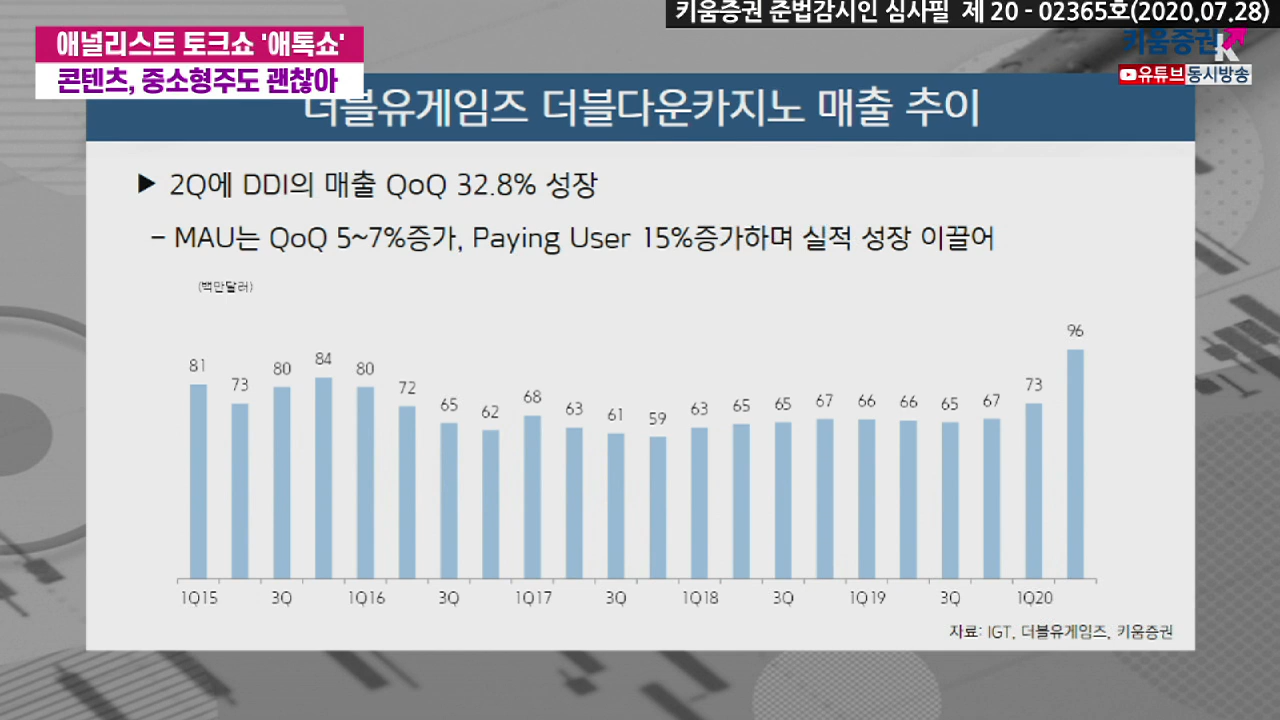 키움증권 준법감시인 심사필 제 20 - 02365호(2020.07.28)
애널리스트 토크쇼 '애톡쇼'
콘텐츠, 중소형주도 괜찮아
키움증권
유튜브동시방송
더블유게임즈 더블다운카지노 매출 추이
▶ 2Q에 DDI의 매출 QoQ 32.8% 성장
– MAU는 QoQ 5~7%증가, Paying User 15%증가하며 실적 성장 이끌어
(백만달러)
81 73 80 84 80 72 65 62 68 63 61 59 63 65 65 67 66 66 65 67 73 96
1Q15 3Q 1Q16 3Q 1Q17 3Q 1Q18 3Q 1Q19 3Q 1Q20
자료: IGT, 더블유게임즈, 키움증권